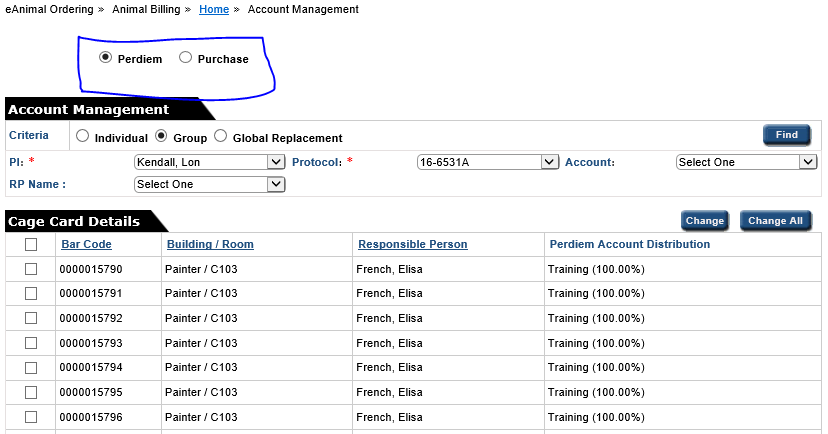 eAnimal Ordering » Animal Billing » Home » Account Management
Perdiem Purchase
Account Management
Criteria Individual Group Global Replacement Find
PI: * Kendall, Lon Protocol: * 16-6531A Account: Select One
RP Name : Select One
Cage Card Details Change Change All
Bar Code Building / Room Responsible Person Perdiem Account Distribution
0000015790 Painter / C103 French, Elisa Training (100.00%)
0000015791 Painter / C103 French, Elisa Training (100.00%)
0000015792 Painter / C103 French, Elisa Training (100.00%)
0000015793 Painter / C103 French, Elisa Training (100.00%)
0000015794 Painter / C103 French, Elisa Training (100.00%)
0000015795 Painter / C103 French, Elisa Training (100.00%)
0000015796 Painter / C103 French, Elisa Training (100.00%)